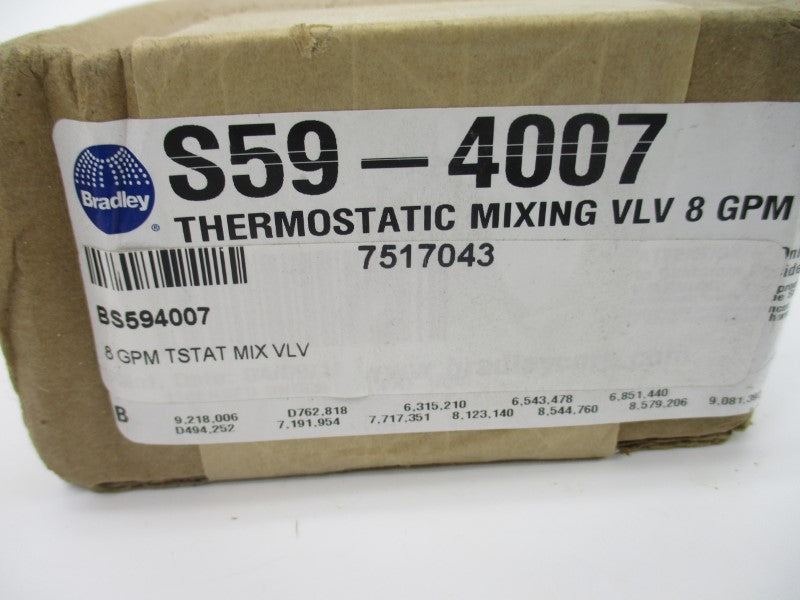 Bradley
®
S59 – 4007
THERMOSTATIC MIXING VLV 8 GPM
7517043
BS594007
8 GPM TSTAT MIX VLV
B
9,218,006 D762,818 6,315,210 6,543,478 6,851,440
D494,252 7,191,954 7,717,351 8,123,140 8,544,760 8,579,206